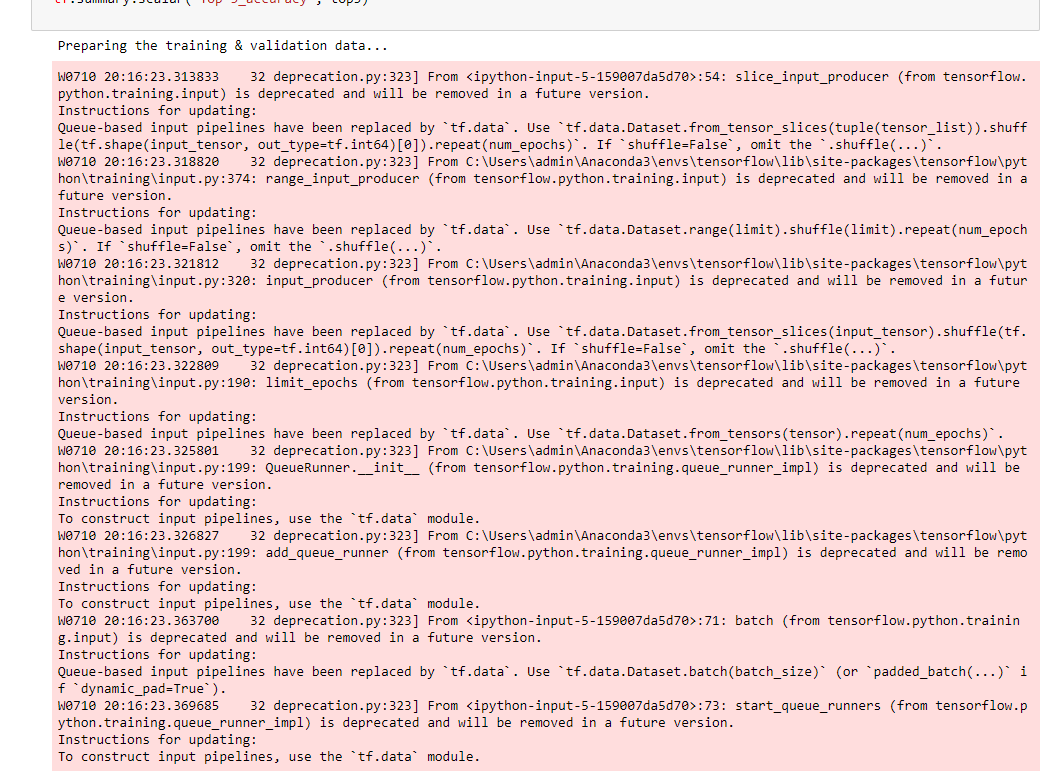 tf.summary.scalar("Top-5_accuracy", top5)
Preparing the training & validation data...
W0710 20:16:23.313833    32 deprecation.py:323] From <ipython-input-5-159007da5d70>:54: slice_input_producer (from tensorflow.
python.training.input) is deprecated and will be removed in a future version.
Instructions for updating:
Queue-based input pipelines have been replaced by `tf.data`. Use `tf.data.Dataset.from_tensor_slices(tuple(tensor_list)).shuff
le(tf.shape(input_tensor, out_type=tf.int64)[0]).repeat(num_epochs)`. If `shuffle=False`, omit the `.shuffle(...)`.
W0710 20:16:23.318820    32 deprecation.py:323] From C:\Users\admin\Anaconda3\envs\tensorflow\lib\site-packages\tensorflow\pyt
hon\training\input.py:374: range_input_producer (from tensorflow.python.training.input) is deprecated and will be removed in a
future version.
Instructions for updating:
Queue-based input pipelines have been replaced by `tf.data`. Use `tf.data.Dataset.range(limit).shuffle(limit).repeat(num_epoch
s)`. If `shuffle=False`, omit the `.shuffle(...)`.
W0710 20:16:23.321812    32 deprecation.py:323] From C:\Users\admin\Anaconda3\envs\tensorflow\lib\site-packages\tensorflow\pyt
hon\training\input.py:320: input_producer (from tensorflow.python.training.input) is deprecated and will be removed in a futur
e version.
Instructions for updating:
Queue-based input pipelines have been replaced by `tf.data`. Use `tf.data.Dataset.from_tensor_slices(input_tensor).shuffle(tf.
shape(input_tensor, out_type=tf.int64)[0]).repeat(num_epochs)`. If `shuffle=False`, omit the `.shuffle(...)`.
W0710 20:16:23.322809    32 deprecation.py:323] From C:\Users\admin\Anaconda3\envs\tensorflow\lib\site-packages\tensorflow\pyt
hon\training\input.py:190: limit_epochs (from tensorflow.python.training.input) is deprecated and will be removed in a future
version.
Instructions for updating:
Queue-based input pipelines have been replaced by `tf.data`. Use `tf.data.Dataset.from_tensors(tensor).repeat(num_epochs)`.
W0710 20:16:23.325801    32 deprecation.py:323] From C:\Users\admin\Anaconda3\envs\tensorflow\lib\site-packages\tensorflow\pyt
hon\training\input.py:199: QueueRunner.__init__ (from tensorflow.python.training.queue_runner_impl) is deprecated and will be
removed in a future version.
Instructions for updating:
To construct input pipelines, use the `tf.data` module.
W0710 20:16:23.326827    32 deprecation.py:323] From C:\Users\admin\Anaconda3\envs\tensorflow\lib\site-packages\tensorflow\pyt
hon\training\input.py:199: add_queue_runner (from tensorflow.python.training.queue_runner_impl) is deprecated and will be remo
ved in a future version.
Instructions for updating:
To construct input pipelines, use the `tf.data` module.
W0710 20:16:23.363700    32 deprecation.py:323] From <ipython-input-5-159007da5d70>:71: batch (from tensorflow.python.trainin
g.input) is deprecated and will be removed in a future version.
Instructions for updating:
Queue-based input pipelines have been replaced by `tf.data`. Use `tf.data.Dataset.batch(batch_size)` (or `padded_batch(...)` i
f `dynamic_pad=True`).
W0710 20:16:23.369685    32 deprecation.py:323] From <ipython-input-5-159007da5d70>:73: start_queue_runners (from tensorflow.p
ython.training.queue_runner_impl) is deprecated and will be removed in a future version.
Instructions for updating:
To construct input pipelines, use the `tf.data` module.